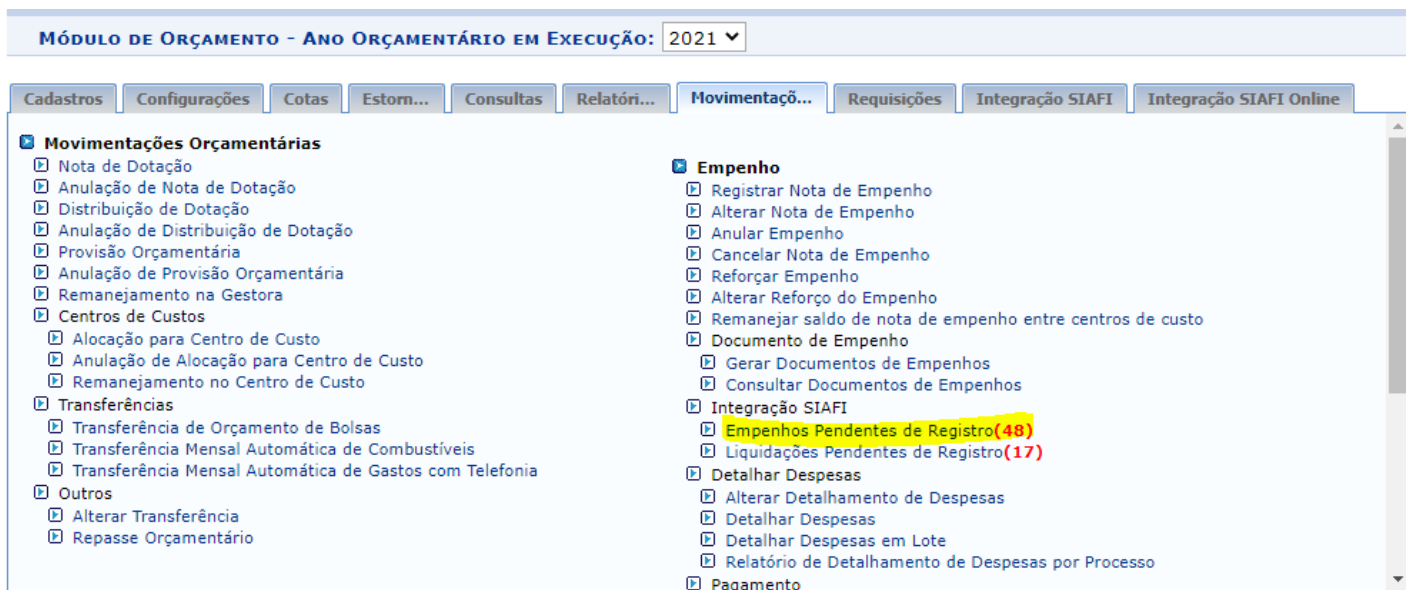 Módulo de Orçamento - Ano Orçamentário em Execução: 2021
Cadastros
Configurações
Cotas
Estorn...
Consultas
Relatóri...
Movimentaçõ...
Requisições
Integração SIAFI
Integração SIAFI Online
Movimentações Orçamentárias
Nota de Dotação
Anulação de Nota de Dotação
Distribuição de Dotação
Anulação de Distribuição de Dotação
Provisão Orçamentária
Anulação de Provisão Orçamentária
Remanejamento na Gestora
Centros de Custos
Alocação para Centro de Custo
Anulação de Alocação para Centro de Custo
Remanejamento no Centro de Custo
Transferências
Transferência de Orçamento de Bolsas
Transferência Mensal Automática de Combustíveis
Transferência Mensal Automática de Gastos com Telefonia
Outros
Alterar Transferência
Repasse Orçamentário
Empenho
Registrar Nota de Empenho
Alterar Nota de Empenho
Anular Empenho
Cancelar Nota de Empenho
Reforçar Empenho
Alterar Reforço do Empenho
Remanejar saldo de nota de empenho entre centros de custo
Documento de Empenho
Gerar Documentos de Empenhos
Consultar Documentos de Empenhos
Integração SIAFI
Empenhos Pendentes de Registro(48)
Liquidações Pendentes de Registro(17)
Detalhar Despesas
Alterar Detalhamento de Despesas
Detalhar Despesas
Detalhar Despesas em Lote
Relatório de Detalhamento de Despesas por Processo
Pagamento